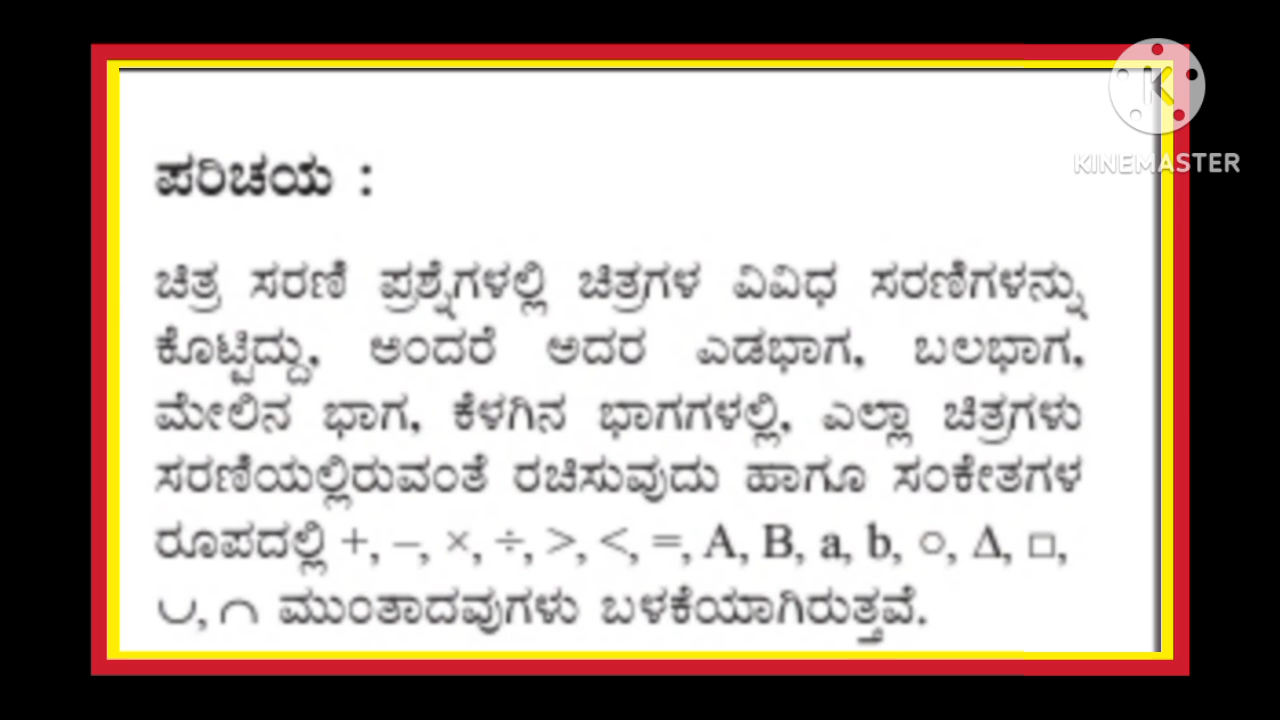 KINEMASTER
ಪರಿಚಯ :
ಚಿತ್ರ ಸರಣಿ ಪ್ರಶ್ನೆಗಳಲ್ಲಿ ಚಿತ್ರಗಳ ವಿವಿಧ ಸರಣಿಗಳನ್ನು
ಕೊಟ್ಟಿದ್ದು, ಅಂದರೆ ಅದರ ಎಡಭಾಗ, ಬಲಭಾಗ,
ಮೇಲಿನ ಭಾಗ, ಕೆಳಗಿನ ಭಾಗಗಳಲ್ಲಿ, ಎಲ್ಲಾ ಚಿತ್ರಗಳು
ಸರಣಿಯಲ್ಲಿರುವಂತೆ ರಚಿಸುವುದು ಹಾಗೂ ಸಂಕೇತಗಳ
ರೂಪದಲ್ಲಿ +, –, ×, ÷, >, <, =, A, B, a, b, ○, Δ, □,
∪, ∩ ಮುಂತಾದವುಗಳು ಬಳಕೆಯಾಗಿರುತ್ತವೆ.